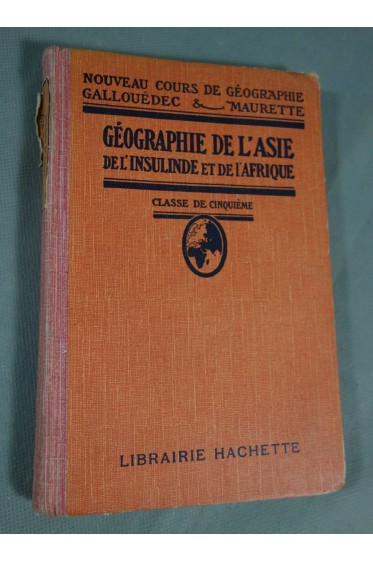 NOUVEAU COURS DE GÉOGRAPHIE
GALLOUÉDEC & MAURETTE
GÉOGRAPHIE DE L'ASIE
DE L'INSULINDE ET DE L'AFRIQUE
CLASSE DE CINQUIÈME
LIBRAIRIE HACHETTE